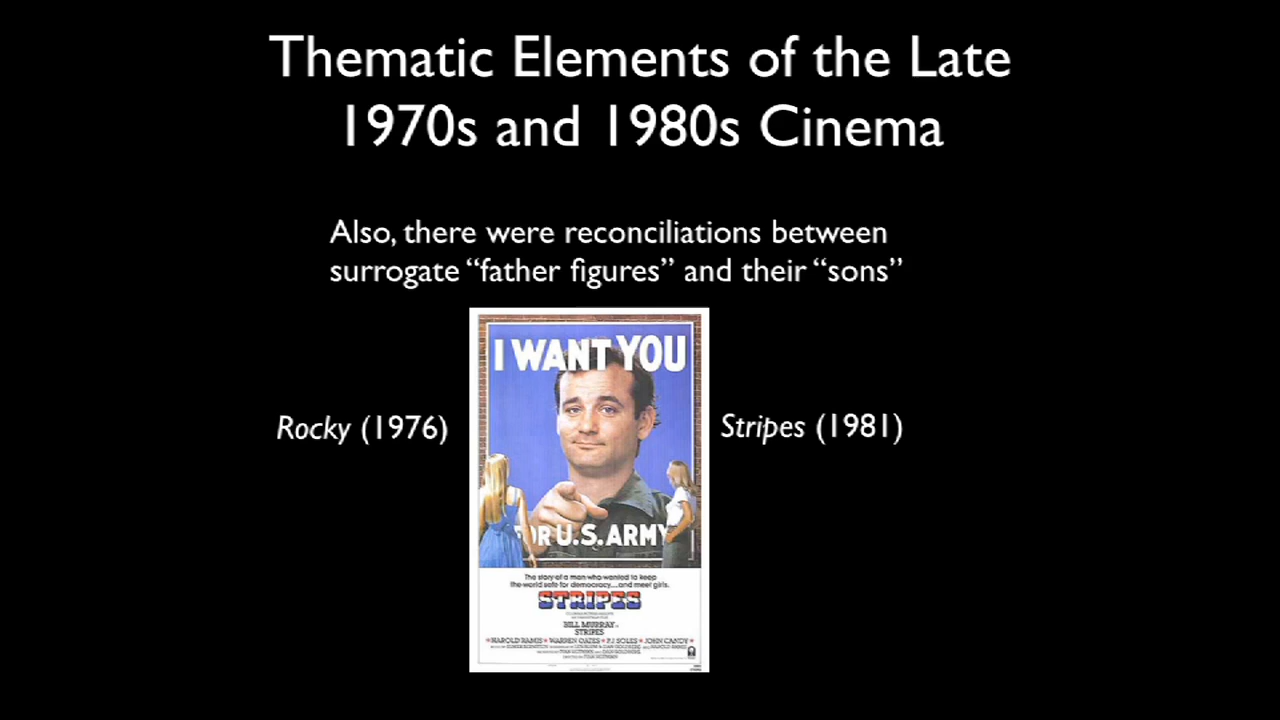 Thematic Elements of the Late
1970s and 1980s Cinema
Also, there were reconciliations between
surrogate “father figures” and their “sons”
Rocky (1976)
I WANT YOU
Stripes (1981)
OR U.S. ARMY
The story of a man who wanted to keep
the world safe for democracy...and meet girls.
STRIPES
BILL MURRAY
STRIPES
HAROLD RAMIS ★ WARREN OATES ★ P.J. SOLES ★ JOHN CANDY